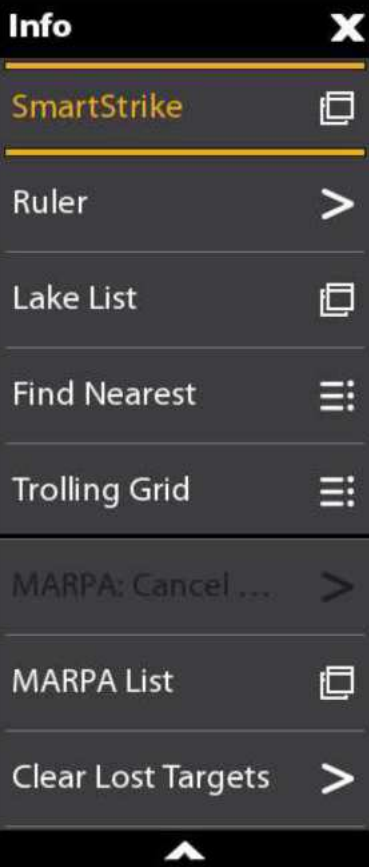 Info
SmartStrike
Ruler
Lake List
Find Nearest
Trolling Grid
MARPA: Cancel ...
MARPA List
Clear Lost Targets